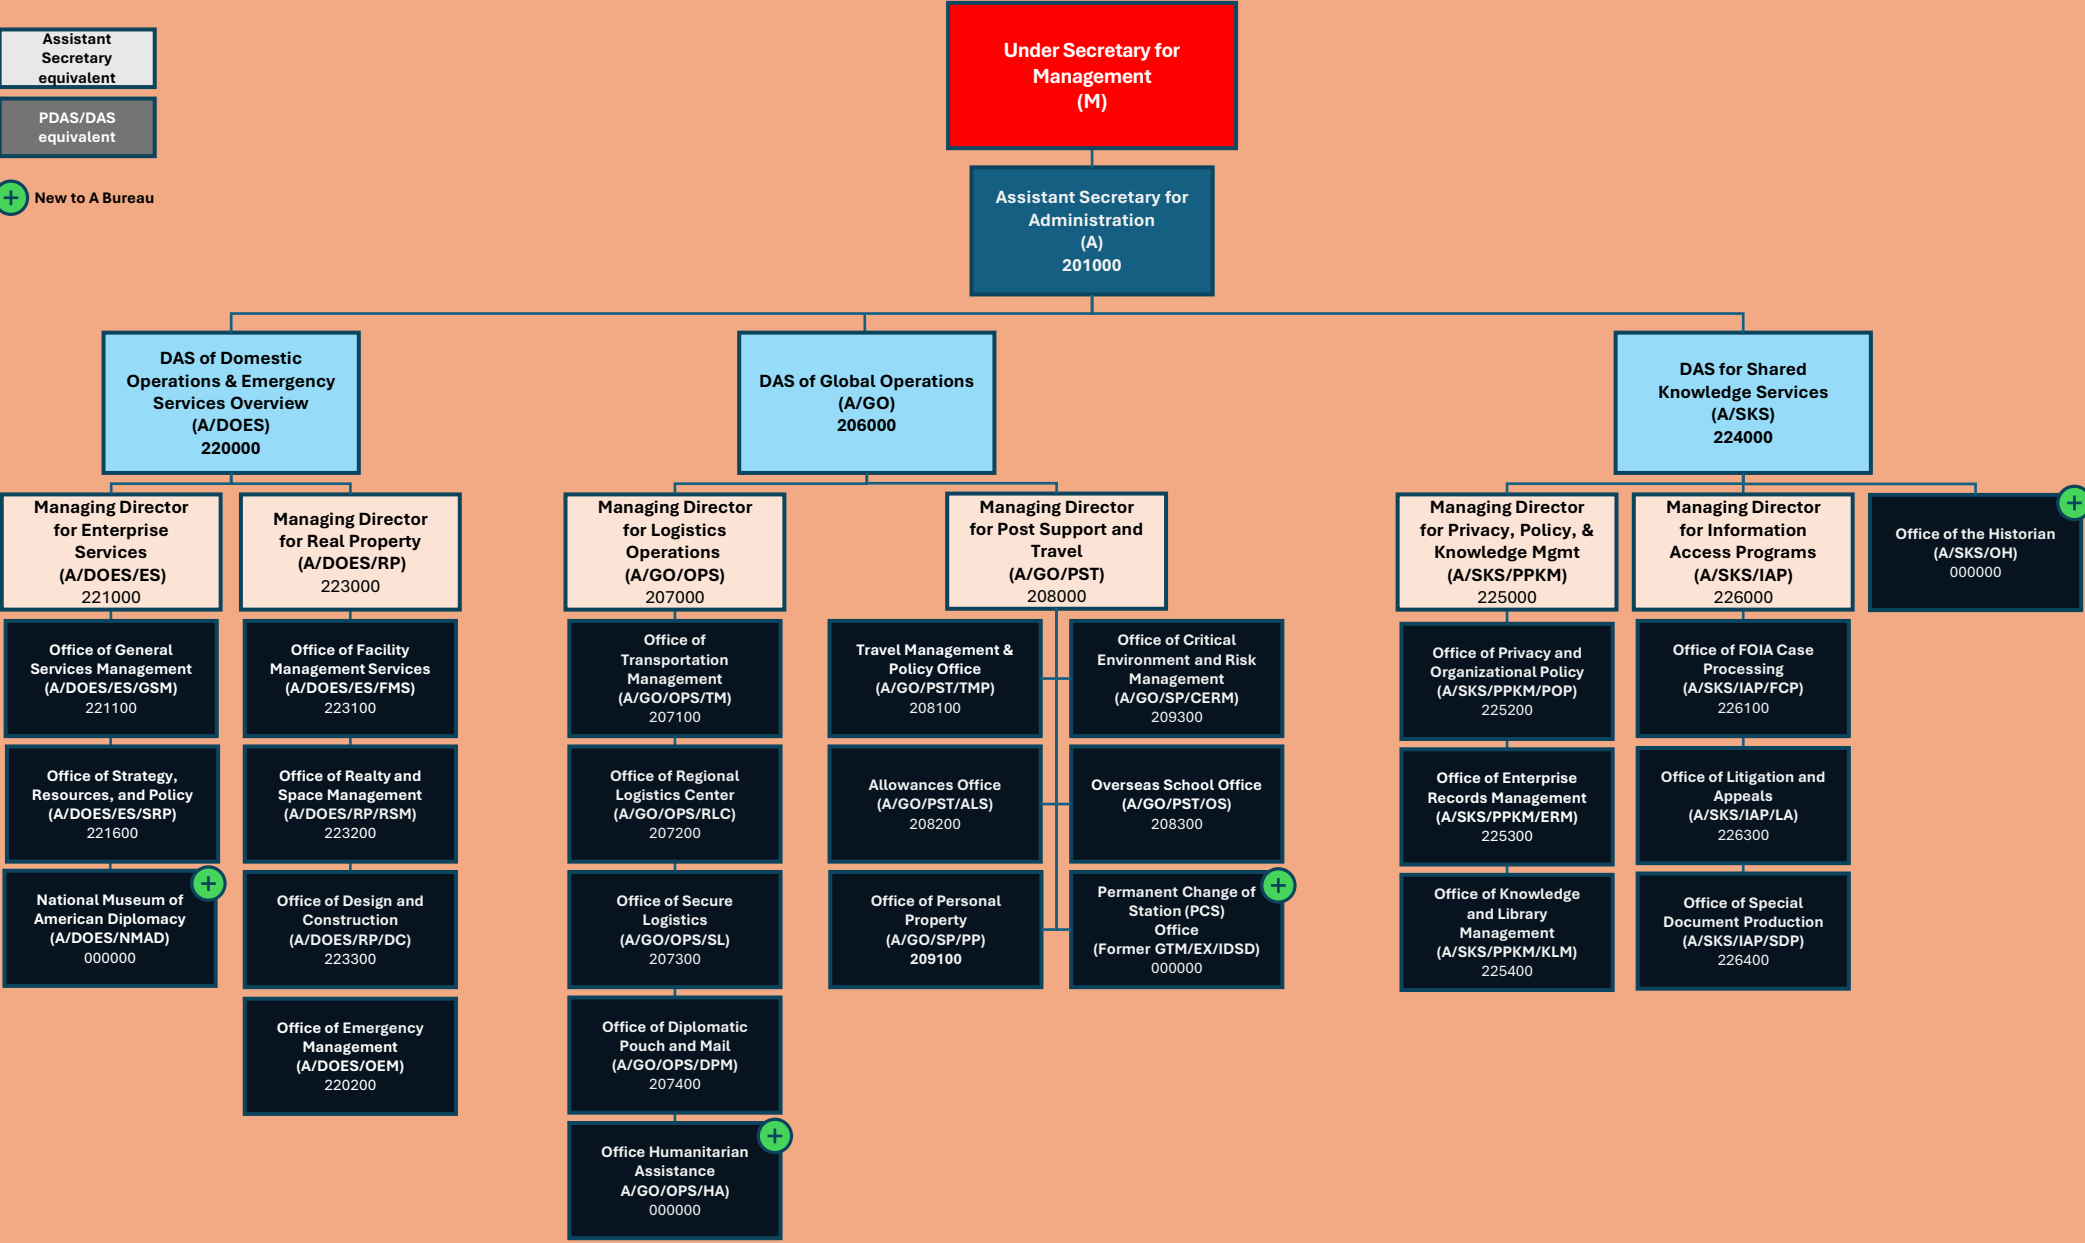 Assistant
Secretary
equivalent
PDAS/DAS
equivalent
+
New to A Bureau
Under Secretary for
Management
(M)
Assistant Secretary for
Administration
(A)
201000
DAS of Domestic
Operations & Emergency
Services Overview
(A/DOES)
220000
DAS of Global Operations
(A/GO)
206000
DAS for Shared
Knowledge Services
(A/SKS)
224000
Managing Director
for Enterprise
Services
(A/DOES/ES)
221000
Managing Director
for Real Property
(A/DOES/RP)
223000
Managing Director
for Logistics
Operations
(A/GO/OPS)
207000
Managing Director
for Post Support and
Travel
(A/GO/PST)
208000
Managing Director
for Privacy, Policy, &
Knowledge Mgmt
(A/SKS/PPKM)
225000
Managing Director
for Information
Access Programs
(A/SKS/IAP)
226000
+
Office of the Historian
(A/SKS/OH)
000000
Office of General
Services Management
(A/DOES/ES/GSM)
221100
Office of Strategy,
Resources, and Policy
(A/DOES/ES/SRP)
221600
+
National Museum of
American Diplomacy
(A/DOES/NMAD)
000000
Office of Facility
Management Services
(A/DOES/ES/FMS)
223100
Office of Realty and
Space Management
(A/DOES/RP/RSM)
223200
Office of Design and
Construction
(A/DOES/RP/DC)
223300
Office of Emergency
Management
(A/DOES/OEM)
220200
Office of
Transportation
Management
(A/GO/OPS/TM)
207100
Office of Regional
Logistics Center
(A/GO/OPS/RLC)
207200
Office of Secure
Logistics
(A/GO/OPS/SL)
207300
Office of Diplomatic
Pouch and Mail
(A/GO/OPS/DPM)
207400
+
Office Humanitarian
Assistance
A/GO/OPS/HA)
000000
Travel Management &
Policy Office
(A/GO/PST/TMP)
208100
Allowances Office
(A/GO/PST/ALS)
208200
Office of Personal
Property
(A/GO/SP/PP)
209100
Office of Critical
Environment and Risk
Management
(A/GO/SP/CERM)
209300
Overseas School Office
(A/GO/PST/OS)
208300
+
Permanent Change of
Station (PCS)
Office
(Former GTM/EX/IDSD)
000000
Office of Privacy and
Organizational Policy
(A/SKS/PPKM/POP)
225200
Office of Enterprise
Records Management
(A/SKS/PPKM/ERM)
225300
Office of Knowledge
and Library
Management
(A/SKS/PPKM/KLM)
225400
Office of FOIA Case
Processing
(A/SKS/IAP/FCP)
226100
Office of Litigation and
Appeals
(A/SKS/IAP/LA)
226300
Office of Special
Document Production
(A/SKS/IAP/SDP)
226400